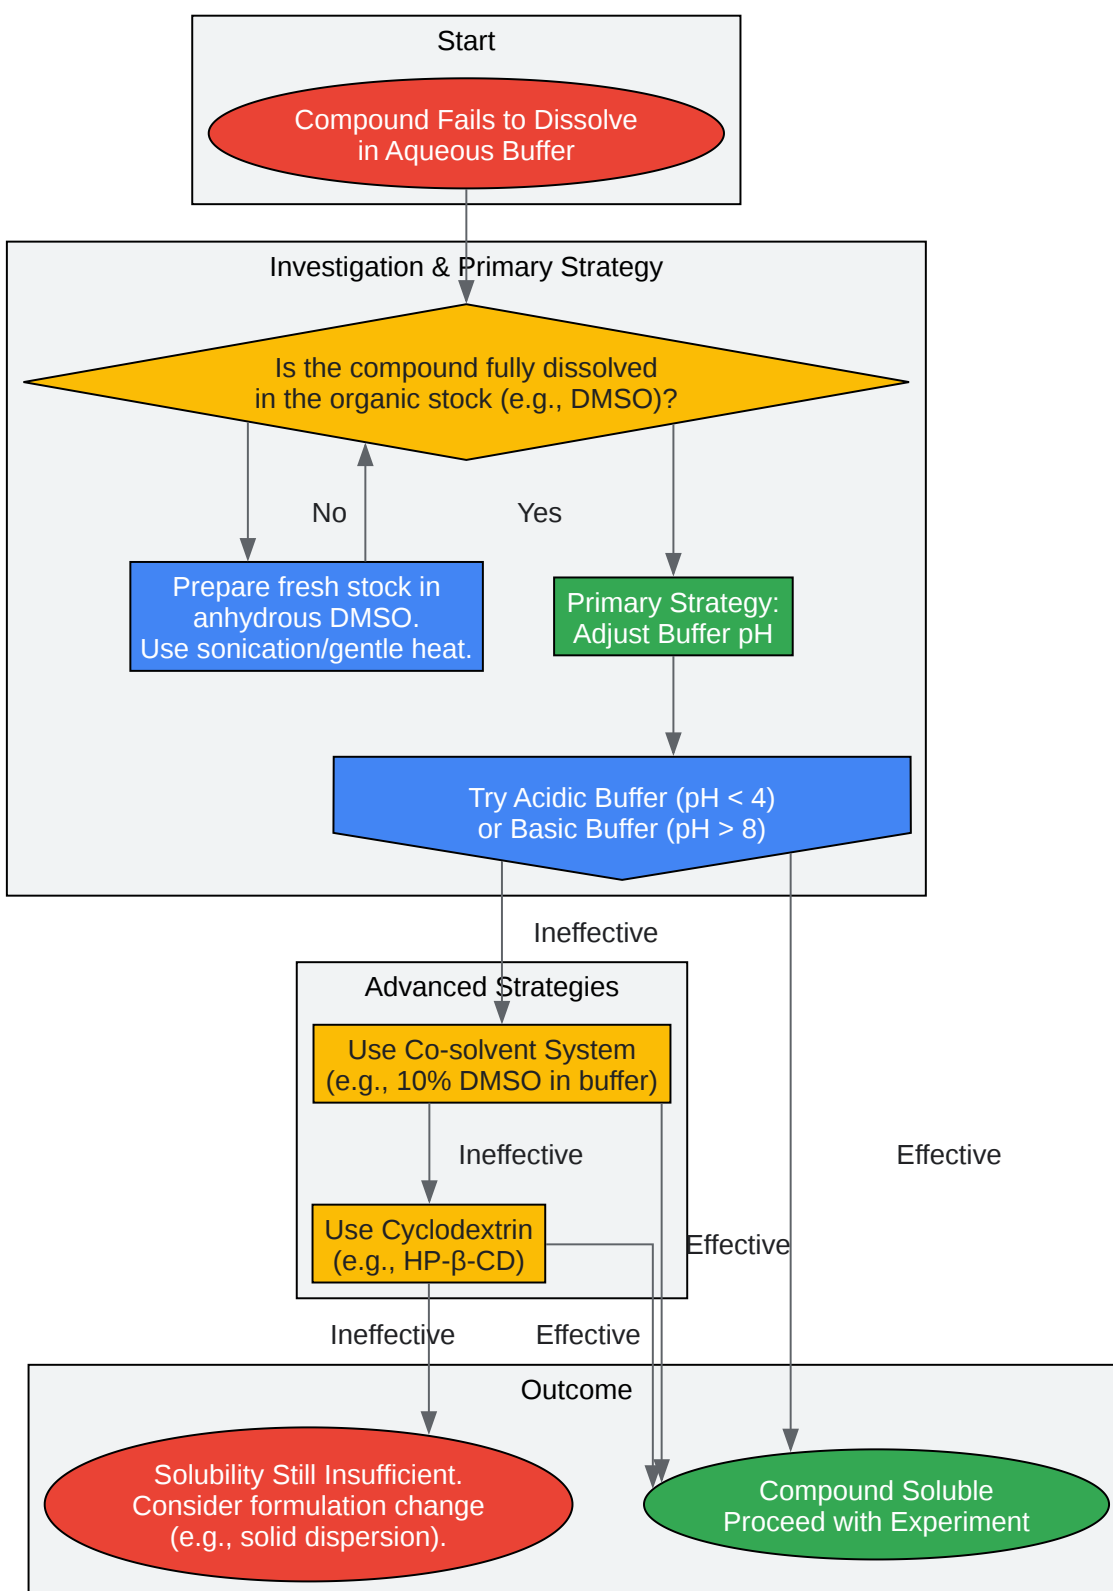 Start
Compound Fails to Dissolve
in Aqueous Buffer
Investigation & Primary Strategy
Is the compound fully dissolved
in the organic stock (e.g., DMSO)?
No
Yes
Prepare fresh stock in
anhydrous DMSO.
Use sonication/gentle heat.
Primary Strategy:
Adjust Buffer pH
Try Acidic Buffer (pH < 4)
or Basic Buffer (pH > 8)
Ineffective
Advanced Strategies
Use Co-solvent System
(e.g., 10% DMSO in buffer)
Ineffective
Effective
Use Cyclodextrin
(e.g., HP-β-CD)
Effective
Ineffective
Effective
Outcome
Solubility Still Insufficient.
Consider formulation change
(e.g., solid dispersion).
Compound Soluble
Proceed with Experiment